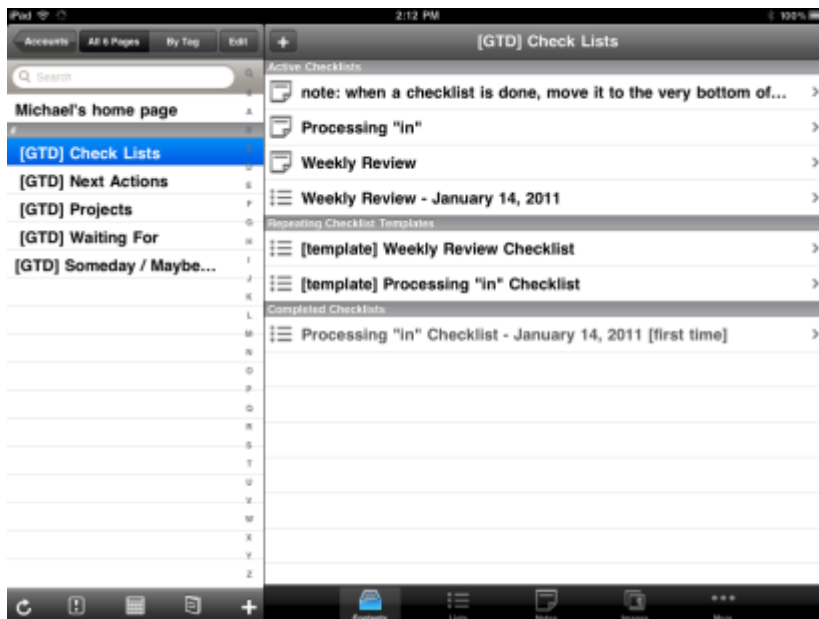 iPad 2:12 PM 100%
Accounts All 6 Pages By Tag Edit
[GTD] Check Lists
Search
Michael's home page
#
[GTD] Check Lists
[GTD] Next Actions
[GTD] Projects
[GTD] Waiting For
[GTD] Someday / Maybe...
A
E
F
G
H
I
J
K
L
M
N
O
P
Q
R
S
T
U
V
W
X
Y
Z
Active Checklists
note: when a checklist is done, move it to the very bottom of...
Processing "in"
Weekly Review
Weekly Review - January 14, 2011
Repeating Checklist Templates
[template] Weekly Review Checklist
[template] Processing "in" Checklist
Completed Checklists
Processing "in" Checklist - January 14, 2011 [first time]
Contents Lists Notes Images More